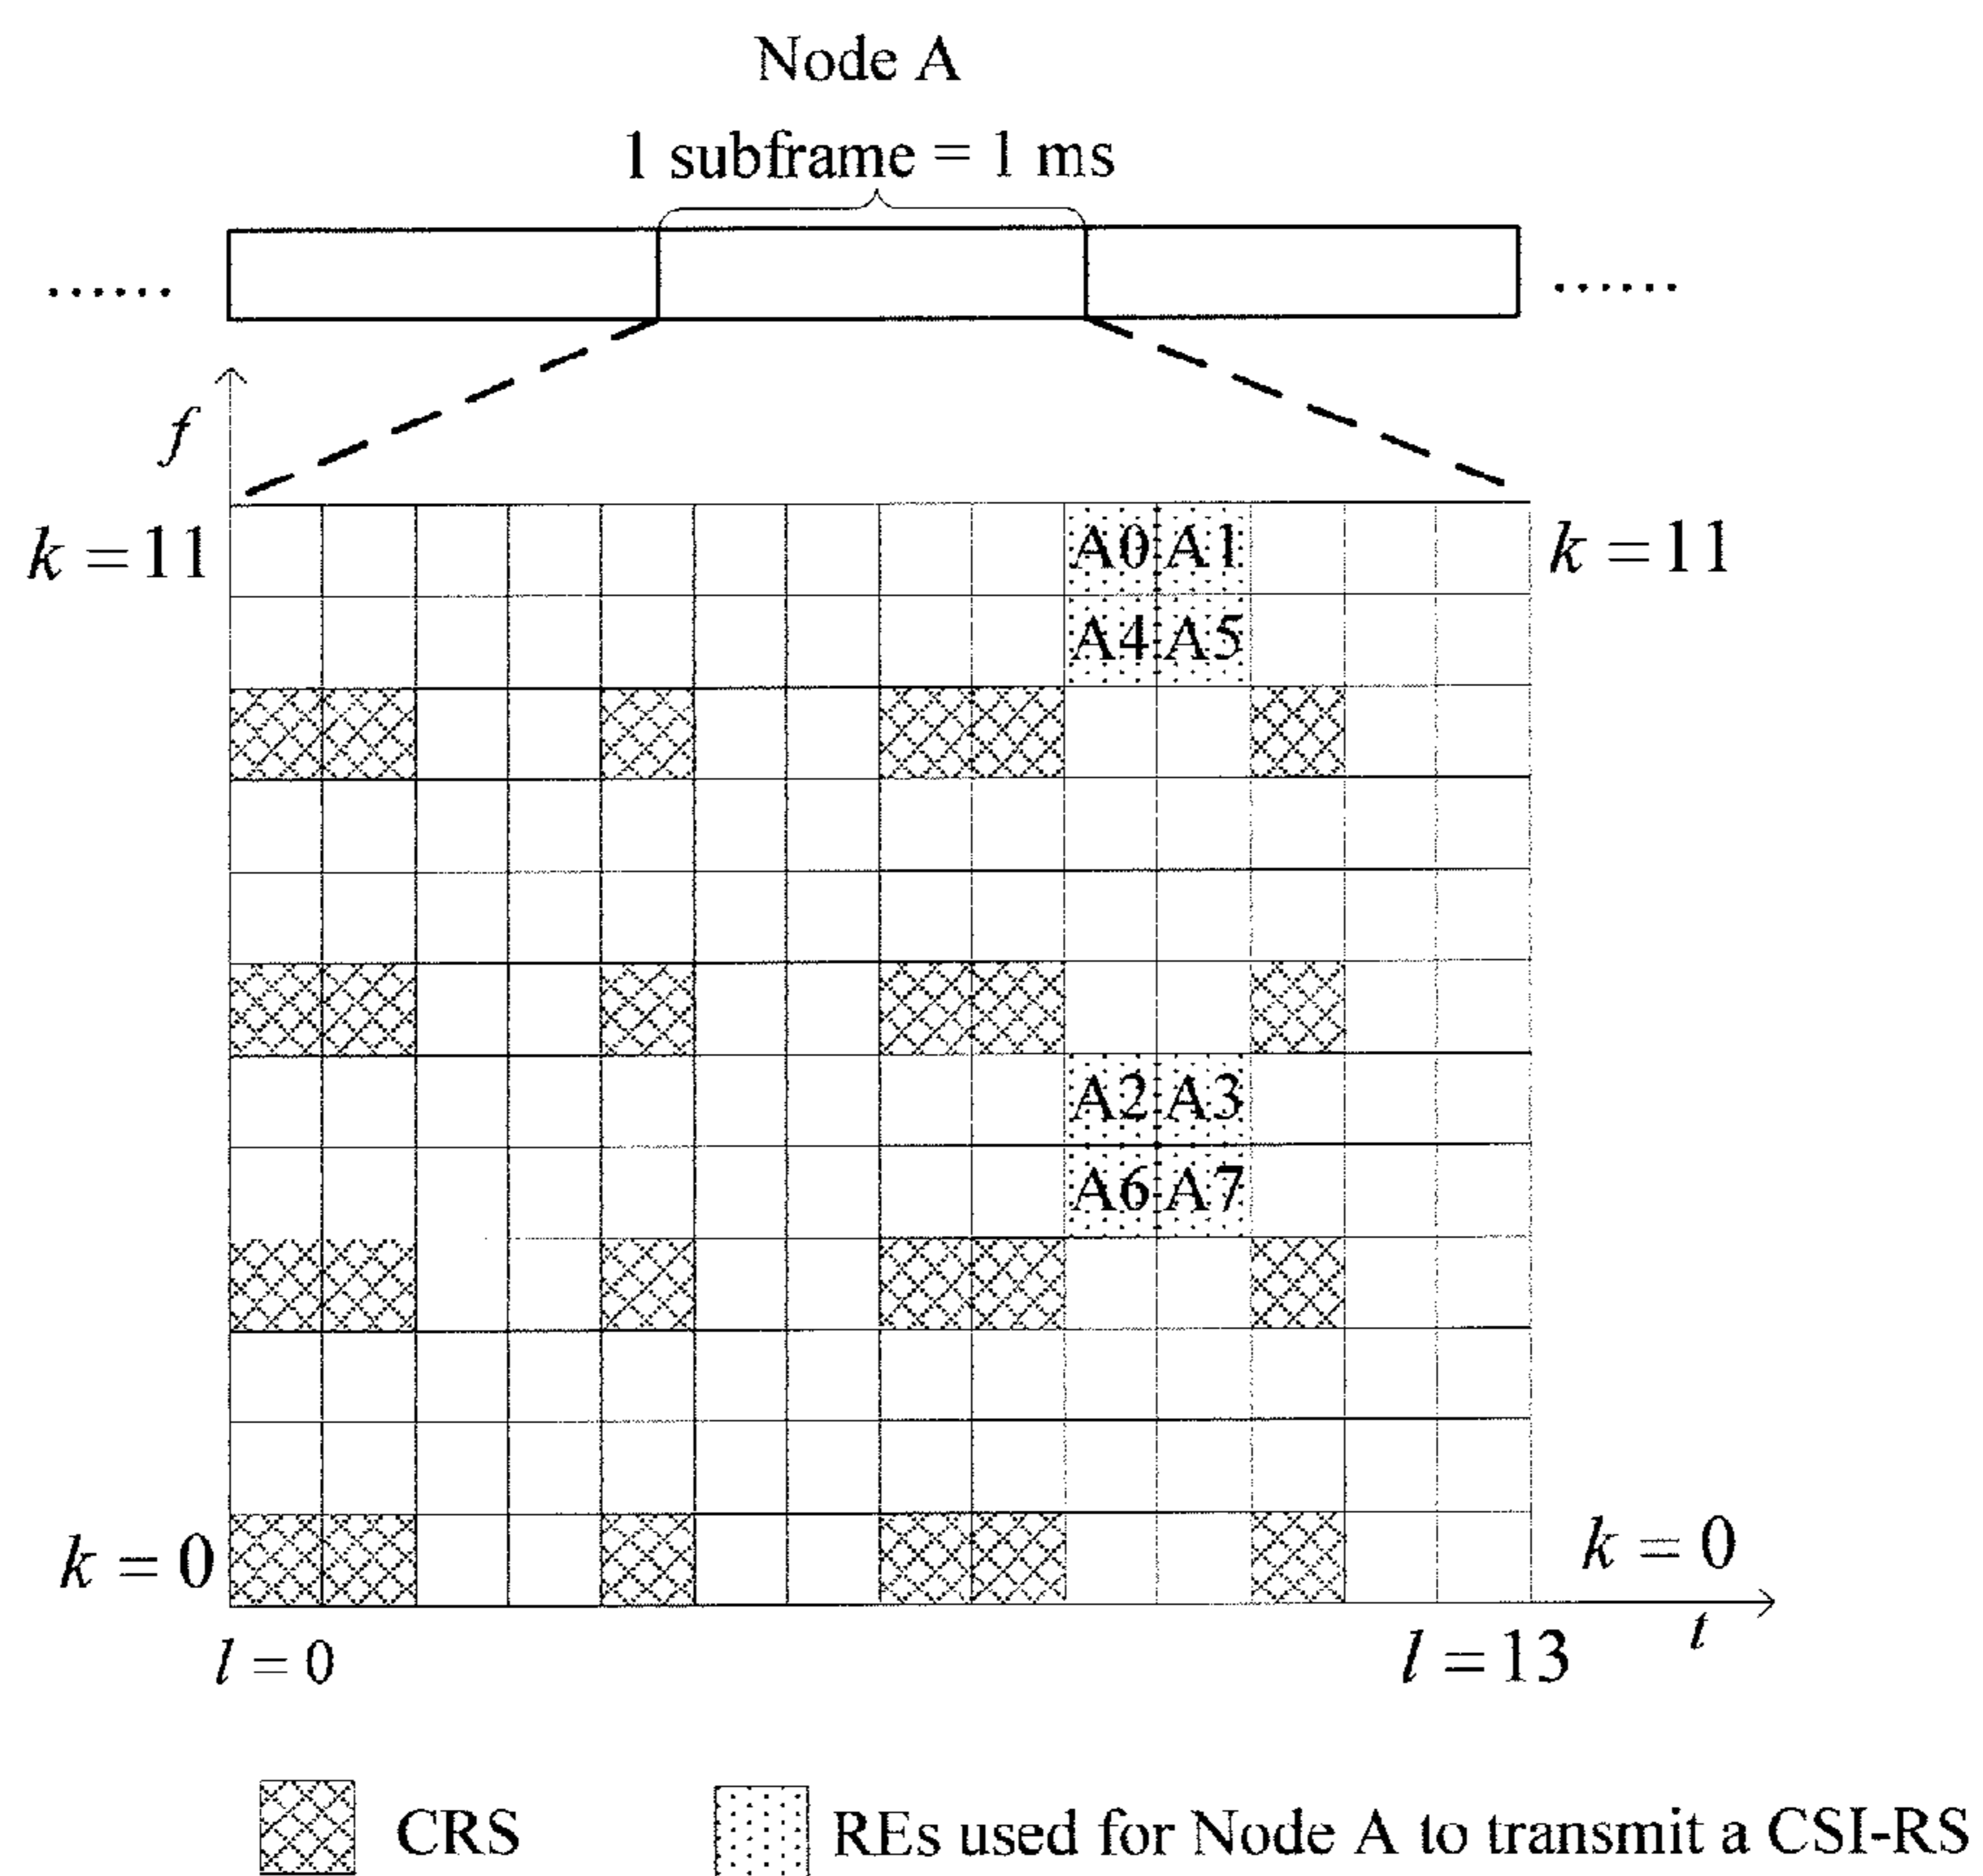 Node A
1 subframe = 1 ms
......
......
f
k = 11
k = 11
A0 A1
A4 A5
A2 A3
A6 A7
k = 0
k = 0
t
l = 0
l = 13
CRS
REs used for Node A to transmit a CSI-RS